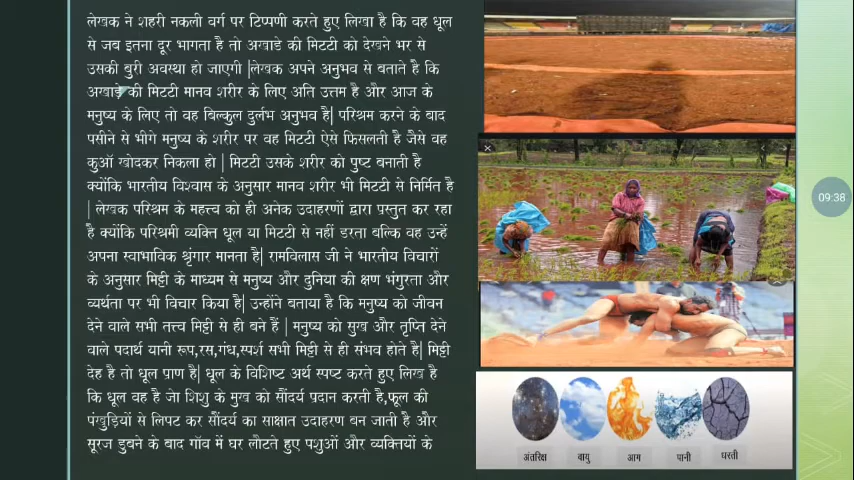 लेखक ने शहरी नकली वर्ग पर टिप्पणी करते हुए लिखा है कि वह धूल
से जब इतना दूर भागता है तो अखाडे की मिटटी को देखने भर से
उसकी बुरी अवस्था हो जाएगी |लेखक अपने अनुभव से बताते है कि
अखाड़े की मिटटी मानव शरीर के लिए अति उत्तम है और आज के
मनुष्य के लिए तो वह बिल्कुल दुर्लभ अनुभव है| परिश्रम करने के बाद
पसीने से भीगे मनुष्य के शरीर पर वह मिटटी ऐसे फिसलती है जैसे वह
कुऑ खोदकर निकला हो | मिटटी उसके शरीर को पुष्ट बनाती है
क्योंकि भारतीय विश्वास के अनुसार मानव शरीर भी मिटटी से निर्मित है
| लेखक परिश्रम के महत्त्व को ही अनेक उदाहरणों द्वारा प्रस्तुत कर रहा
है क्योंकि परिश्रमी व्यक्ति धूल या मिटटी से नहीं डरता बल्कि वह उन्हें
अपना स्वाभाविक श्रृंगार मानता है| रामविलास जी ने भारतीय विचारों
के अनुसार मिट्टी के माध्यम से मनुष्य और दुनिया की क्षण भंगुरता और
व्यर्थता पर भी विचार किया है| उन्होंने बताया है कि मनुष्य को जीवन
देने वाले सभी तत्त्व मिट्टी से ही बने हैं | मनुष्य को सुख और तृप्ति देने
वाले पदार्थ यानी रूप,रस,गंध,स्पर्श सभी मिट्टी से ही संभव होते है| मिट्टी
देह है तो धूल प्राण है| धूल के विशिष्ट अर्थ स्पष्ट करते हुए लिख है
कि धूल वह है जेा शिशु के मुख को सौंदर्य प्रदान करती है,फूल की
पंखुड़ियों से लिपट कर सौंदर्य का साक्षात उदाहरण बन जाती है और
सूरज डुबने के बाद गॉव में घर लौटते हुए पशुओं और व्यक्तियों के
09:38
अंतरिक्ष वायु आग पानी धरती